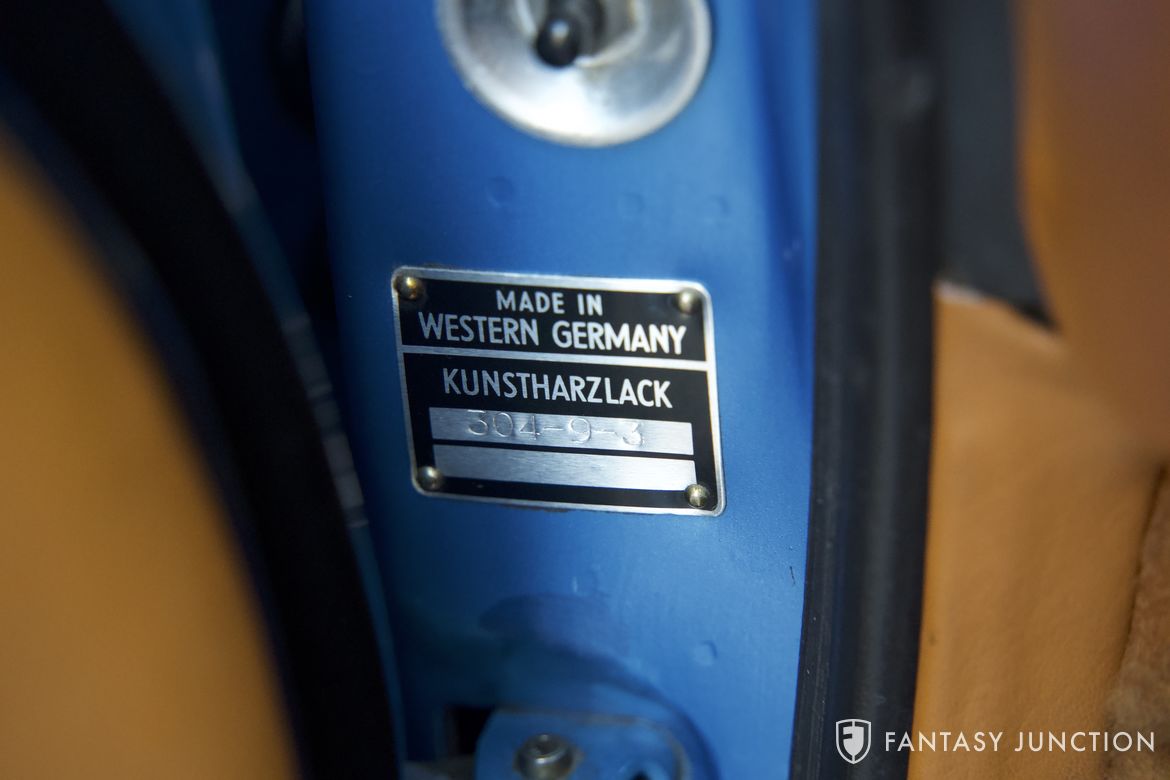 MADE IN
WESTERN GERMANY
KUNSTHARZLACK
304-9-3
FANTASY JUNCTION